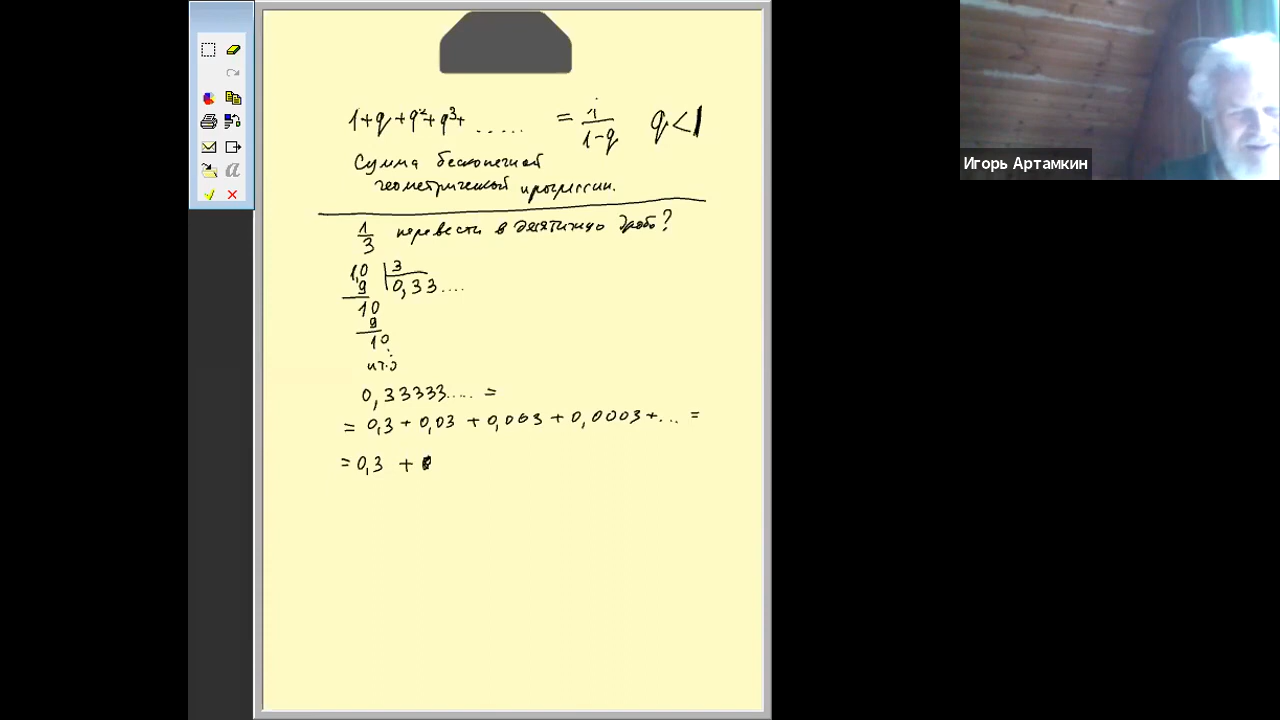 1+q+q²+q³+ ...... = 1/(1-q) q<1
Сумма бесконечной
геометрической прогрессии.
1/3 перевести в десятичную дробь?
1,0 | 3
9 0,33....
10
9
10
и т.д
0,33333.... =
= 0,3 + 0,03 + 0,003 + 0,0003 + ... =
= 0,3 +
Игорь Артамкин